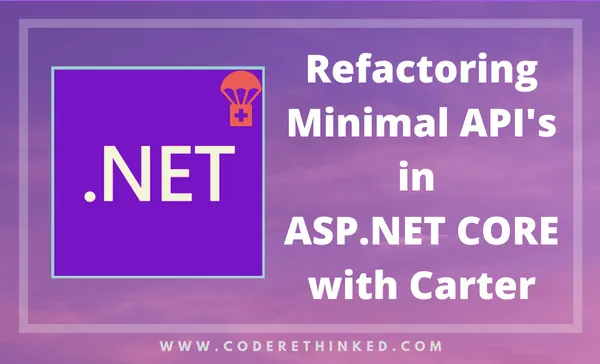 .NET
Refactoring
Minimal API's
in
ASP.NET CORE
with Carter
WWW.CODERETHINKED.COM